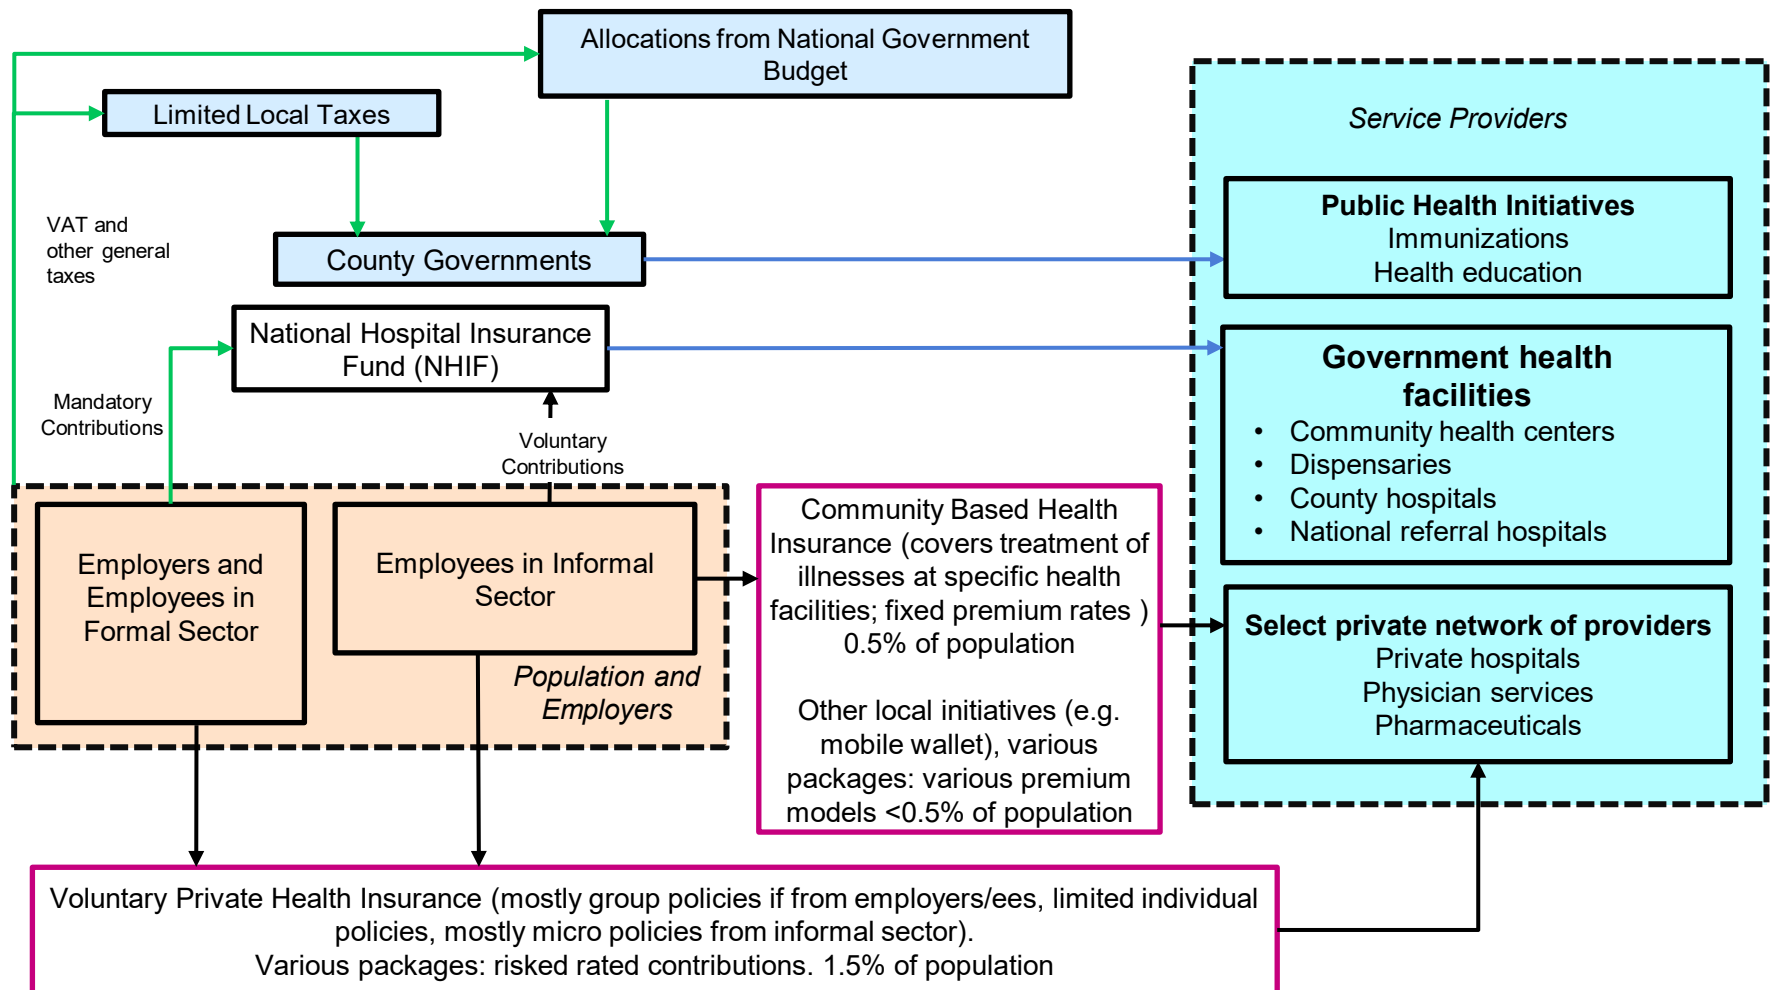 Allocations from National Government
Budget
Limited Local Taxes
Service Providers
VAT and
other general
taxes
County Governments
Public Health Initiatives
Immunizations
Health education
National Hospital Insurance
Fund (NHIF)
Mandatory
Contributions
Voluntary
Contributions
Government health
facilities
• Community health centers
• Dispensaries
• County hospitals
• National referral hospitals
Employers and
Employees in
Formal Sector
Employees in Informal
Sector
Population and
Employers
Community Based Health
Insurance (covers treatment of
illnesses at specific health
facilities; fixed premium rates )
0.5% of population
Other local initiatives (e.g.
mobile wallet), various
packages: various premium
models <0.5% of population
Select private network of providers
Private hospitals
Physician services
Pharmaceuticals
Voluntary Private Health Insurance (mostly group policies if from employers/ees, limited individual
policies, mostly micro policies from informal sector).
Various packages: risked rated contributions. 1.5% of population